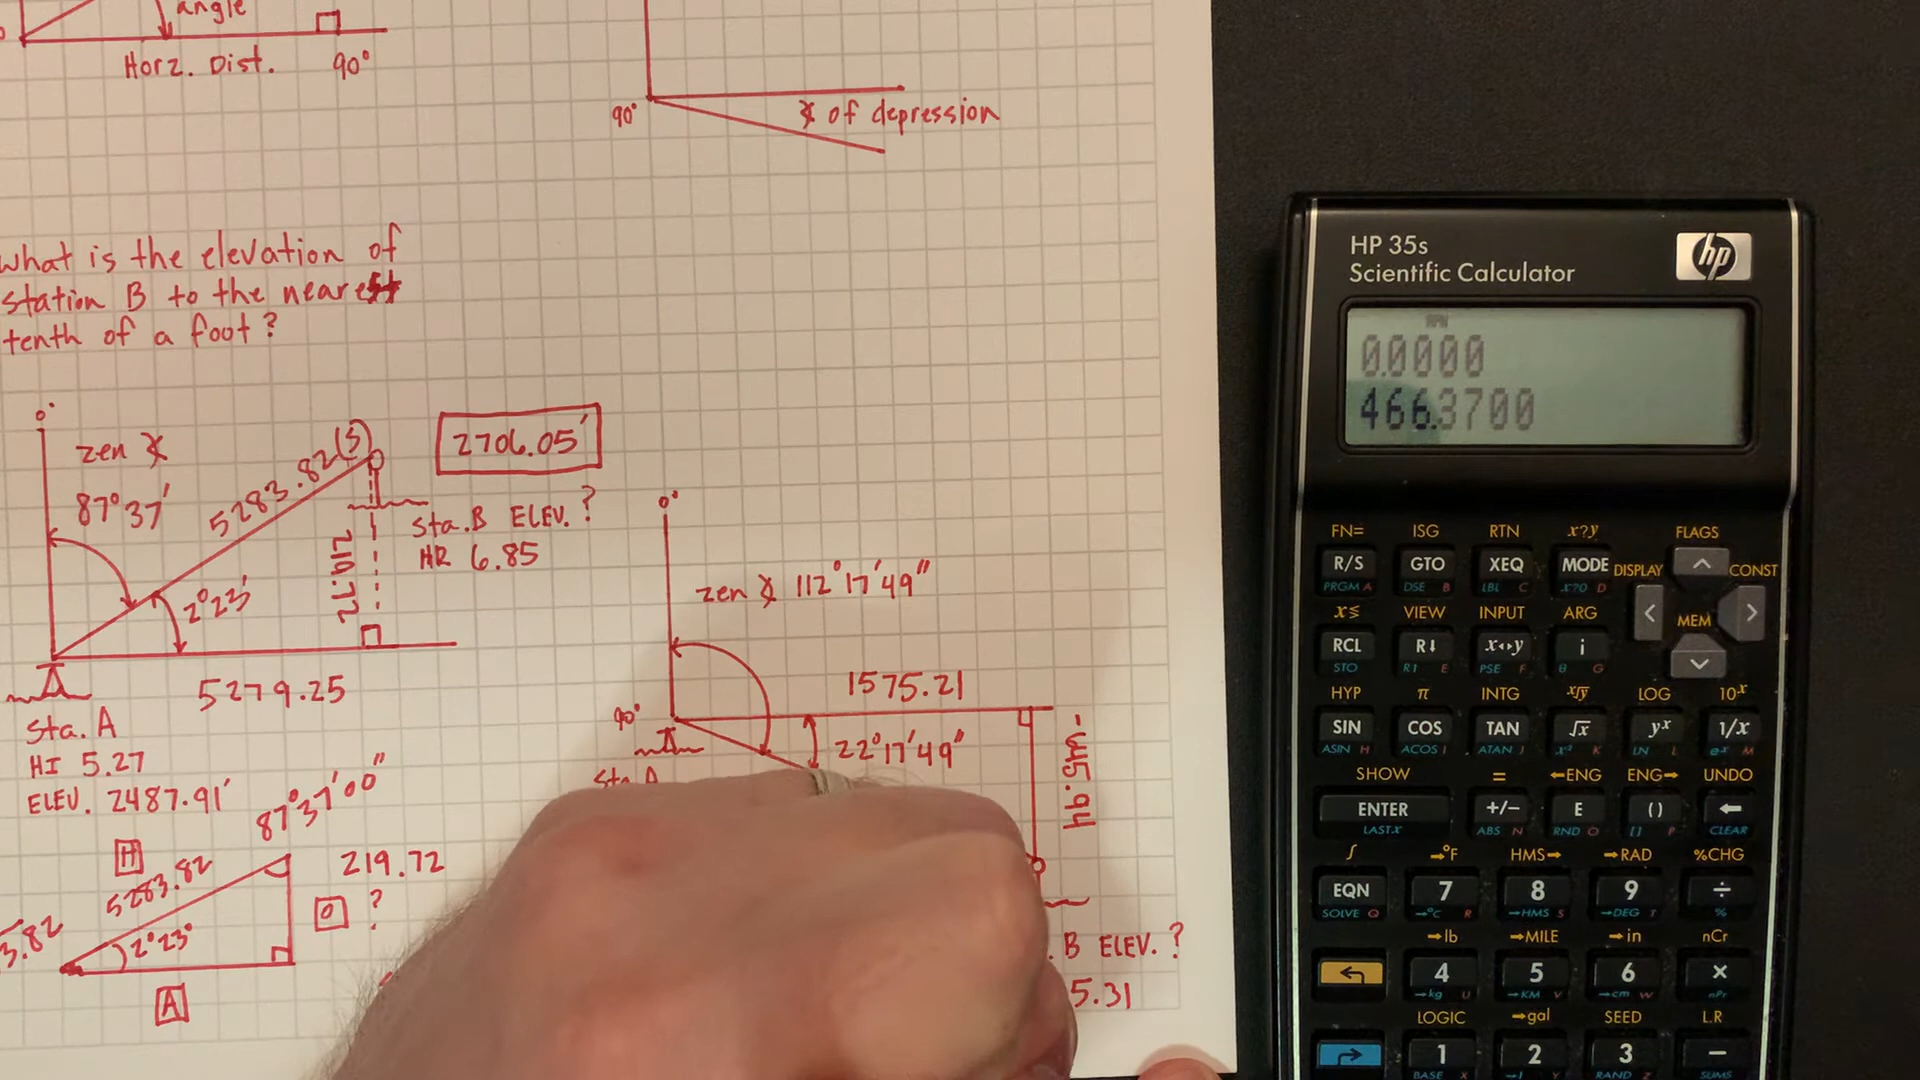 angle
Horz. Dist. 90°
90° ∡ of depression
what is the elevation of
station B to the nearest
tenth of a foot?
0°
zen ∡
87°37'
5283.82(S)
2706.05'
Sta.B ELEV.?
HR 6.85
219.72
2°23'
5279.25
Sta. A
HI 5.27
ELEV. 2487.91'
87°37'00"
H
5283.82
219.72
O ?
3.82
2°23°
A
0°
zen ∡ 112°17'49"
1575.21
90°
22°17'49"
Sta. A
B ELEV.?
5.31
HP 35s
Scientific Calculator
hp
0.0000
466.3700
FN= ISG RTN x?y FLAGS
R/S GTO XEQ MODE DISPLAY CONST
PRGM A DSE B LBL C x?0 D
x≤ VIEW INPUT ARG MEM
RCL R↓ x↔y i
STO R↑ E PSE F θ G
HYP π INTG LOG 10ˣ
SIN COS TAN √x yˣ 1/x
ASIN H ACOS I ATAN J x² K LN L eˣ M
SHOW = ←ENG ENG→ UNDO
ENTER +/− E ( ) ←
LASTx ABS N RND O [] P CLEAR
∫ →°F HMS→ →RAD %CHG
EQN 7 8 9 ÷
SOLVE Q →°C R →HMS S →DEG T %
→lb →MILE →in nCr
4 5 6 ×
→kg U →KM V →cm W nPr
LOGIC →gal SEED L.R
1 2 3 −
BASE X →l Y RAND Z SUMS